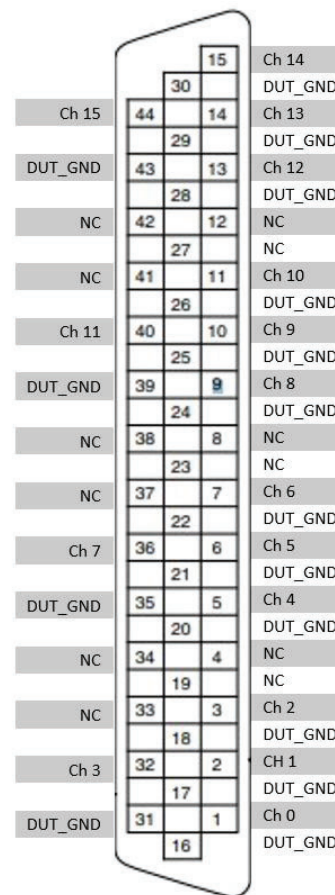 15 Ch 14
30 DUT_GND
Ch 15 44 14 Ch 13
29 DUT_GND
DUT_GND 43 13 Ch 12
28 DUT_GND
NC 42 12 NC
27 NC
NC 41 11 Ch 10
26 DUT_GND
Ch 11 40 10 Ch 9
25 DUT_GND
DUT_GND 39 9 Ch 8
24 DUT_GND
NC 38 8 NC
23 NC
NC 37 7 Ch 6
22 DUT_GND
Ch 7 36 6 Ch 5
21 DUT_GND
DUT_GND 35 5 Ch 4
20 DUT_GND
NC 34 4 NC
19 NC
NC 33 3 Ch 2
18 DUT_GND
Ch 3 32 2 CH 1
17 DUT_GND
DUT_GND 31 1 Ch 0
16 DUT_GND